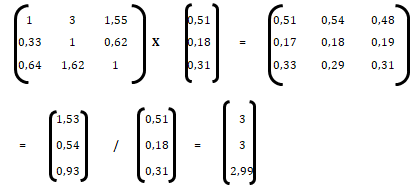 1 3 1,55 0,51 0,51 0,54 0,48
0,33 1 0,62 X 0,18 = 0,17 0,18 0,19
0,64 1,62 1 0,31 0,33 0,29 0,31
1,53 0,51 3
= 0,54 / 0,18 = 3
0,93 0,31 2,99